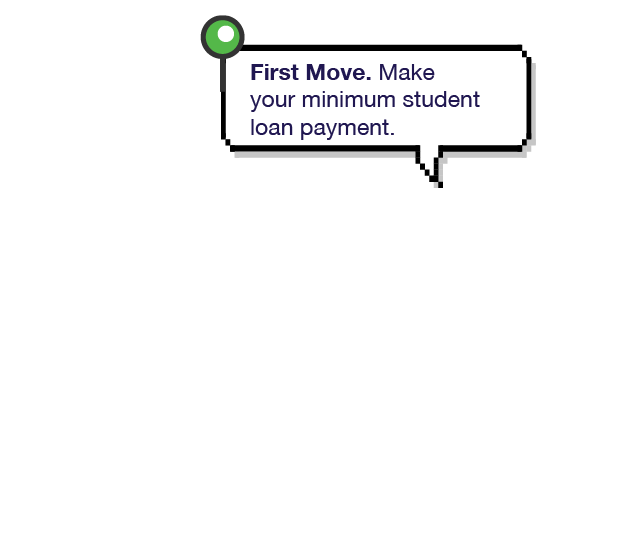 First Move. Make
your minimum student
loan payment.